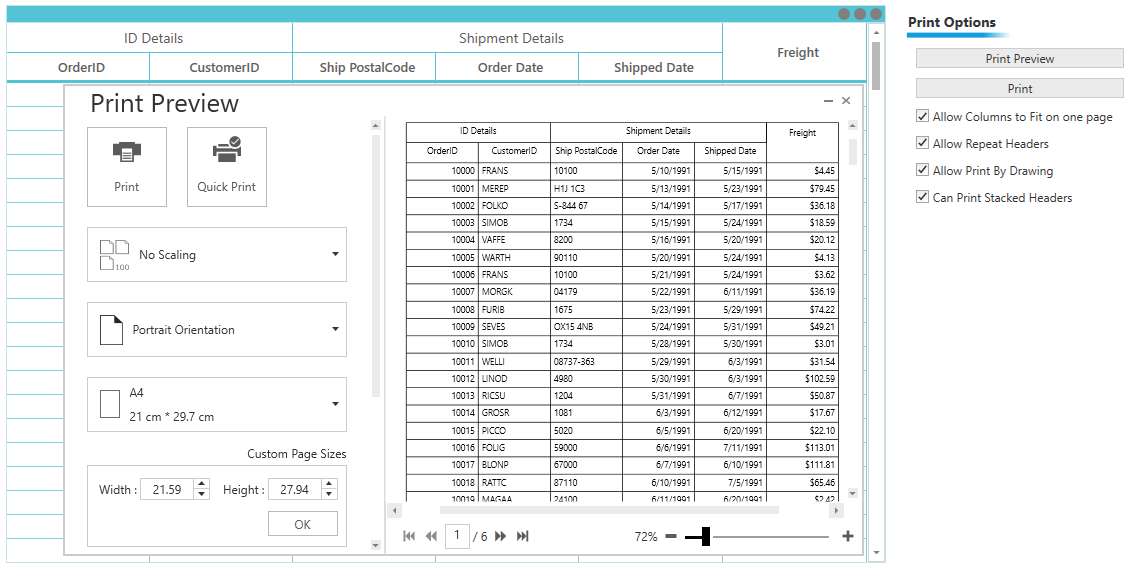 ID Details Shipment Details Freight
OrderID CustomerID Ship PostalCode Order Date Shipped Date
Print Options
Print Preview
Print
Allow Columns to Fit on one page
Allow Repeat Headers
Allow Print By Drawing
Can Print Stacked Headers
Print Preview
Print Quick Print
No Scaling
100
Portrait Orientation
A4
21 cm * 29.7 cm
Custom Page Sizes
Width : 21.59 Height : 27.94
OK
ID Details Shipment Details Freight
OrderID CustomerID Ship PostalCode Order Date Shipped Date
10000 FRANS 10100 5/10/1991 5/15/1991 $4.45
10001 MEREP H1J 1C3 5/13/1991 5/23/1991 $79.45
10002 FOLKO S-844 67 5/14/1991 5/17/1991 $36.18
10003 SIMOB 1734 5/15/1991 5/24/1991 $18.59
10004 VAFFE 8200 5/16/1991 5/20/1991 $20.12
10005 WARTH 90110 5/20/1991 5/24/1991 $4.13
10006 FRANS 10100 5/21/1991 5/24/1991 $3.62
10007 MORGK 04179 5/22/1991 6/11/1991 $36.19
10008 FURIB 1675 5/23/1991 5/29/1991 $74.22
10009 SEVES OX15 4NB 5/24/1991 5/31/1991 $49.21
10010 SIMOB 1734 5/28/1991 5/30/1991 $3.01
10011 WELLI 08737-363 5/29/1991 6/3/1991 $31.54
10012 LINOD 4980 5/30/1991 6/3/1991 $102.59
10013 RICSU 1204 5/31/1991 6/7/1991 $50.87
10014 GROSR 1081 6/3/1991 6/12/1991 $17.67
10015 PICCO 5020 6/5/1991 6/20/1991 $22.10
10016 FOLIG 59000 6/6/1991 7/11/1991 $113.01
10017 BLONP 67000 6/7/1991 6/10/1991 $111.81
10018 RATTC 87110 6/10/1991 7/5/1991 $65.46
10019 MAGAA 24100 6/11/1991 6/20/1991 $2.42
1 / 6 72%